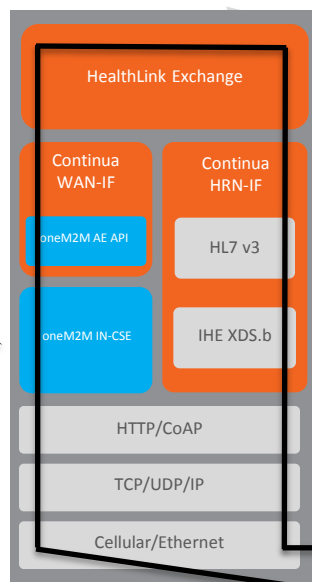 HealthLink Exchange
Continua
WAN-IF
oneM2M AE API
Continua
HRN-IF
HL7 v3
oneM2M IN-CSE
IHE XDS.b
HTTP/CoAP
TCP/UDP/IP
Cellular/Ethernet